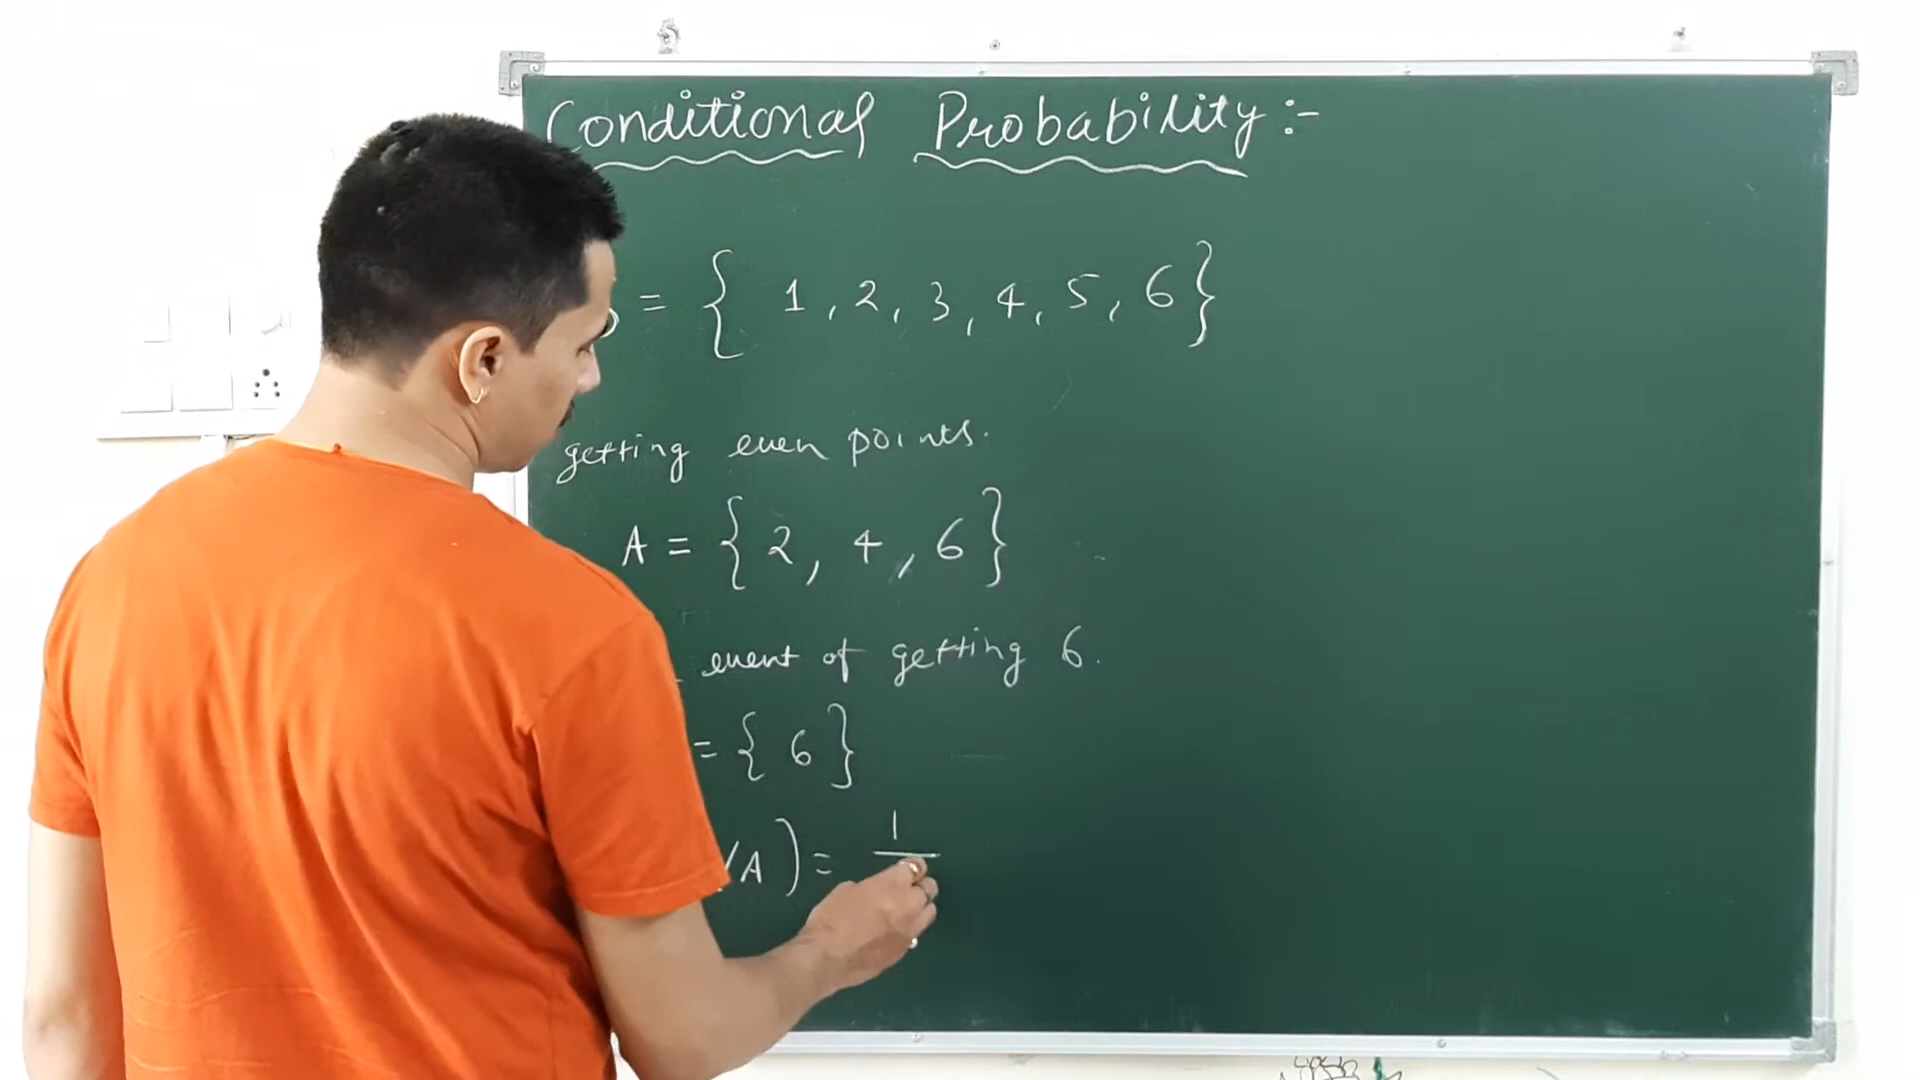 Conditional Probability:-
= { 1, 2, 3, 4, 5, 6 }
getting even points.
A = { 2, 4, 6 }
event of getting 6.
= { 6 }
/A ) = 1